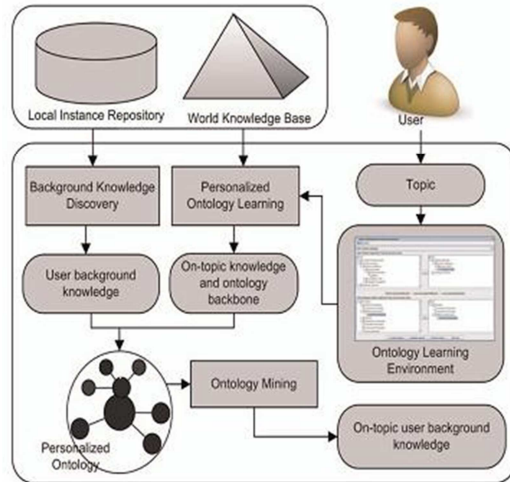 Local Instance Repository
World Knowledge Base
User
Background Knowledge
Discovery
Personalized
Ontology Learning
Topic
User background
knowledge
On-topic knowledge
and ontology
backbone
Ontology Learning
Environment
Ontology Mining
Personalized
Ontology
On-topic user background
knowledge